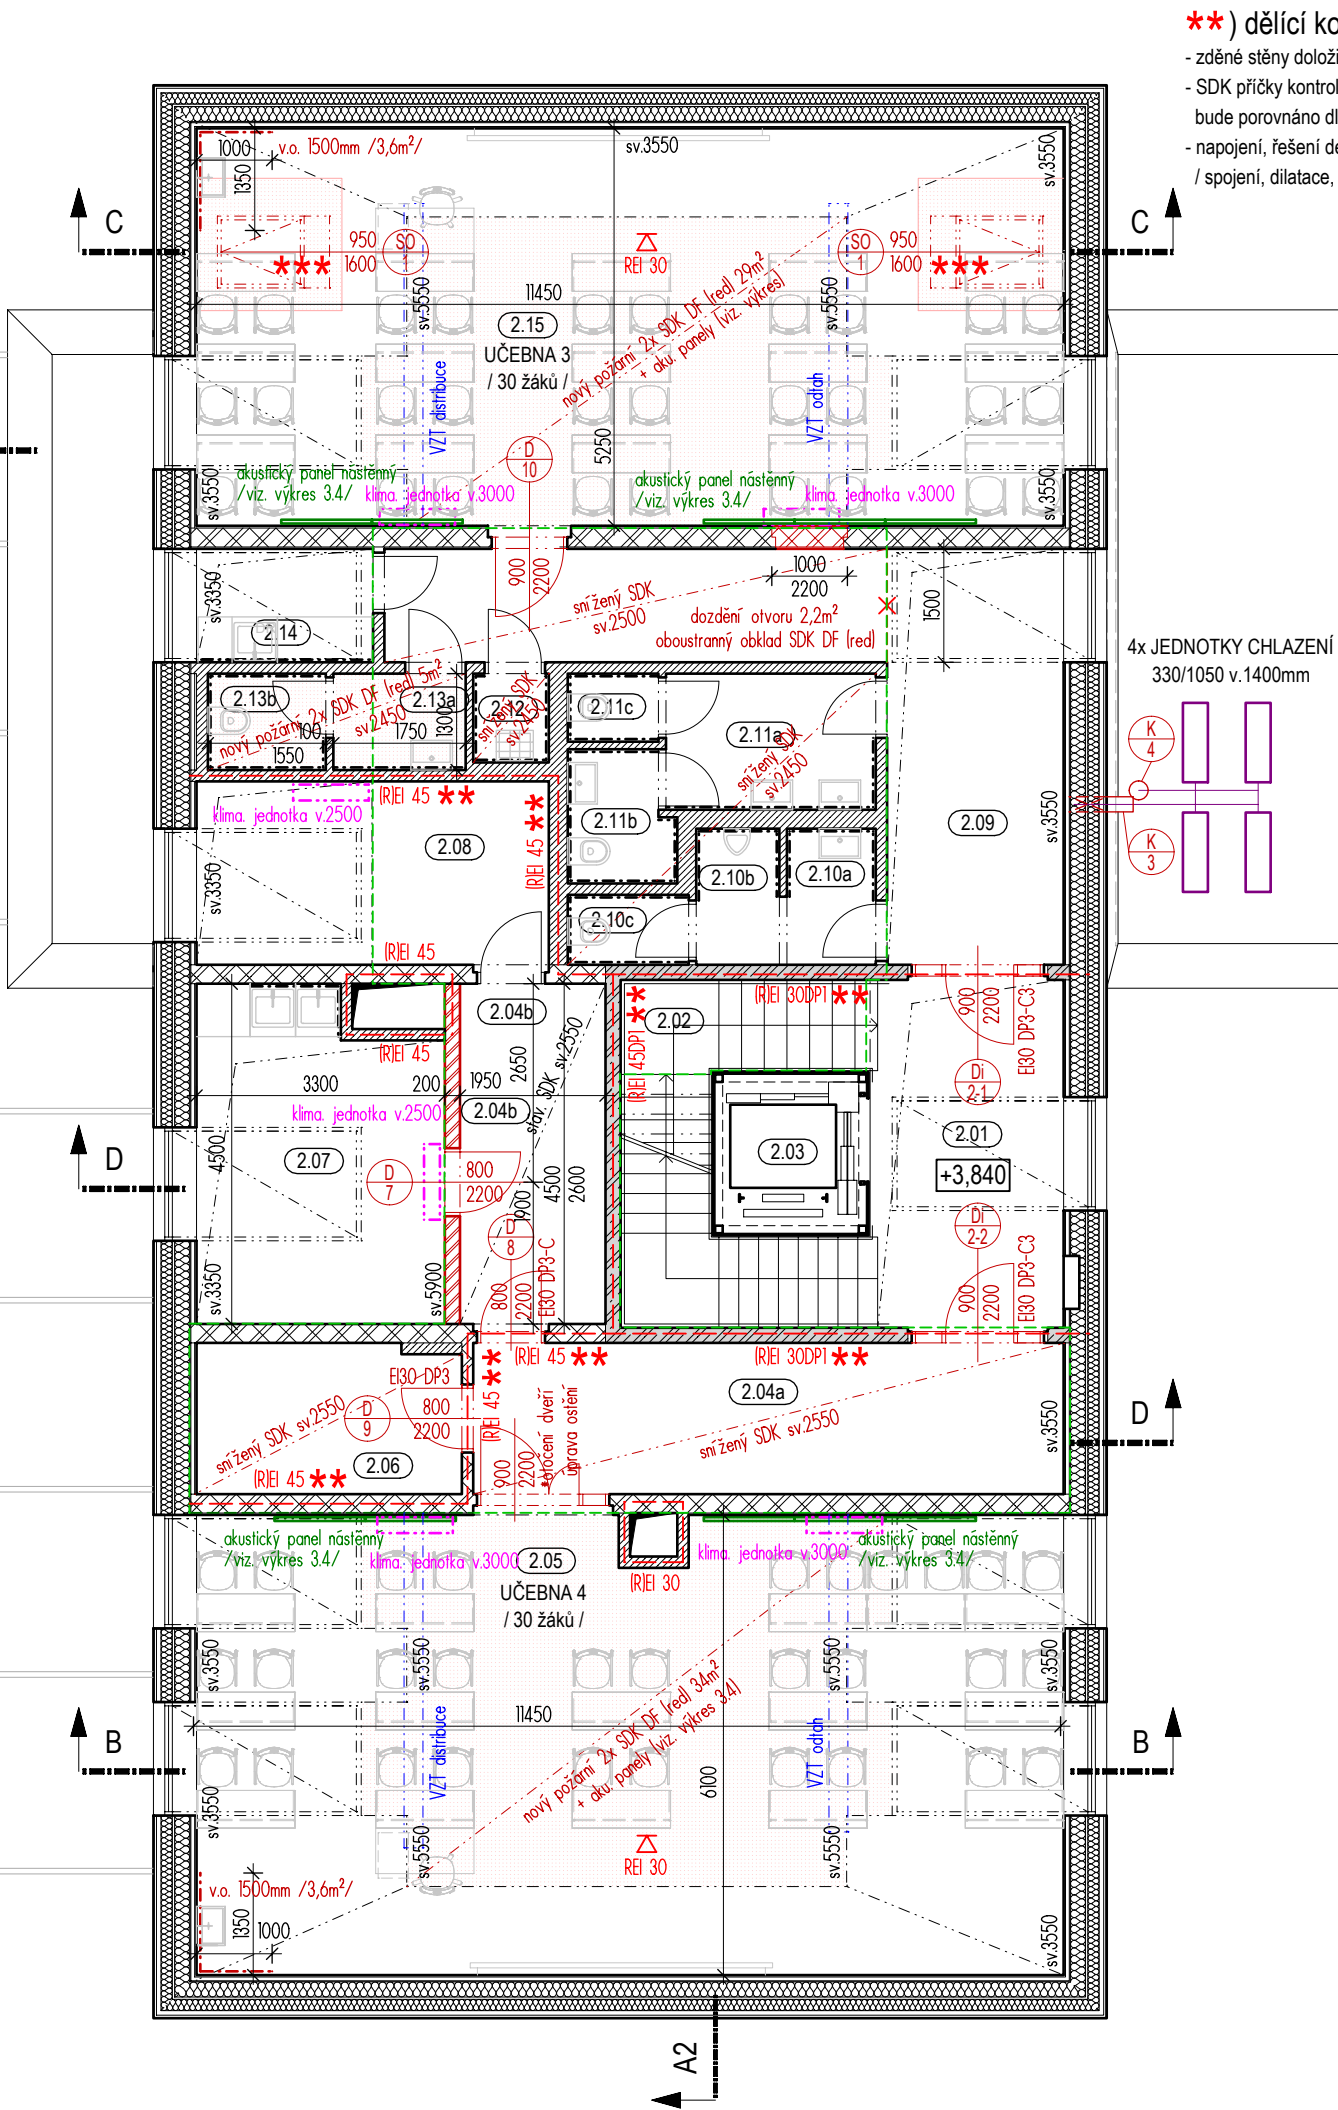 **) dělící ko
- zděné stěny doloži
- SDK příčky kontrol
bude porovnáno dl
- napojení, řešení de
/ spojení, dilatace,
1000
v.o. 1500mm /3,6m²/
1350
sv.3550
sv.3550
C
C
950
1600
SO
1
***
REI 30
SO
1
950
1600
***
sv.5550
11450
sv.5550
2.15
UČEBNA 3
/ 30 žáků /
nový požární 2x SDK DF (red) 29m²
+ aku. panely (viz. výkres)
VZT distribuce
VZT odtah
D
10
5250
sv.3550
akustický panel nástěnný
/viz. výkres 3.4/
klima. jednotka v.3000
akustický panel nástěnný
/viz. výkres 3.4/
klima. jednotka v.3000
sv.3550
900
2200
1000
2200
sv.3350
snížený SDK
sv.2500
dozdění otvoru 2,2m²
oboustranný obklad SDK DF (red)
1500
2.14
4x JEDNOTKY CHLAZENÍ
330/1050 v.1400mm
2.13b
2.13a
2.12
2.11c
2.11a
nový požární 2x SDK DF (red) 5m²
sv.2450
100
1550
1750
1300
snížený SDK
sv.2450
snížený SDK
sv.2450
K
4
K
3
(R)EI 45 **
klima. jednotka v.2500
2.08
(R)EI 45 **
2.11b
2.09
sv.3550
sv.3350
2.10b
2.10a
2.10c
(R)EI 45
2.04b
2.02
(R)EI 30DP1 **
(R)EI 45DP1 **
900
2200
EI30 DP3-C3
(R)EI 45
2650
stáv. SDK sv.2550
Di
2-1
3300
200
1950
klima. jednotka v.2500
2.04b
2.01
4500
2.07
2.03
+3,840
D
D
7
800
2200
1900
4500
2600
D
8
Di
2-2
sv.3350
sv.5900
800
2200
EI30 DP3-C
900
2200
EI30 DP3-C3
(R)EI 45 **
(R)EI 30DP1 **
EI30 DP3
2.04a
snížený SDK sv.2550
D
9
800
2200
(R)EI 45 **
otočení dveří
úprava ostění
snížený SDK sv.2550
sv.3550
D
2.06
(R)EI 45 **
900
2200
akustický panel nástěnný
/viz. výkres 3.4/
klima. jednotka v.3000
2.05
klima. jednotka v.3000
akustický panel nástěnný
/viz. výkres 3.4/
(R)EI 30
UČEBNA 4
/ 30 žáků /
sv.3550
sv.5550
sv.5550
sv.3550
nový požární 2x SDK DF (red) 34m²
+ aku. panely (viz. výkres 3.4)
11450
B
B
VZT distribuce
VZT odtah
6100
sv.3550
sv.5550
REI 30
sv.5550
v.o. 1500mm /3,6m²/
1350
1000
sv.3550
A2